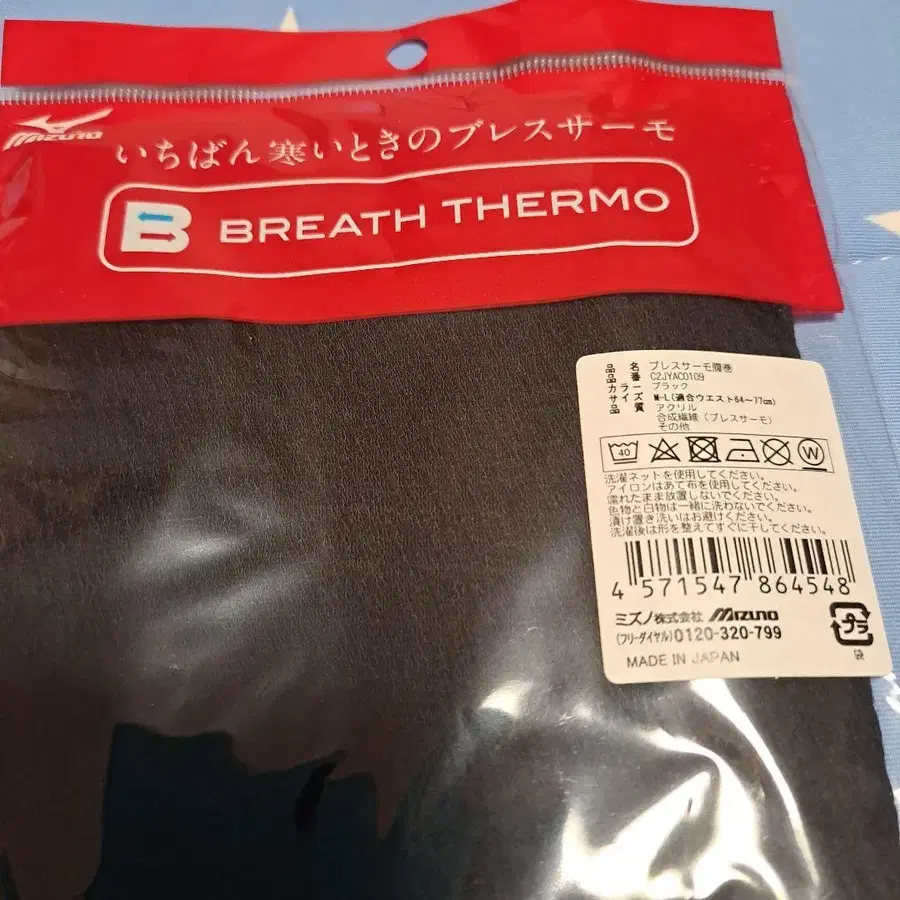 MIZUNO
いちばん寒いときのブレスサーモ
B BREATH THERMO
品 名 ブレスサーモ腹巻
品 番 C2JYAC0109
カラー ブラック
サイズ M-L(適合ウエスト64～77cm)
品 質 アクリル
合成繊維（ブレスサーモ）
その他
40 W
洗濯ネットを使用してください。
アイロンはあて布を使用してください。
濡れたまま放置しないでください。
色物と白物は一緒に洗わないでください。
漬け置き洗いはお避けください。
洗濯後は形を整えてすぐに干してください。
4 571547 864548
ミズノ株式会社 MIZUNO
(フリーダイヤル)0120-320-799
MADE IN JAPAN
プラ
袋